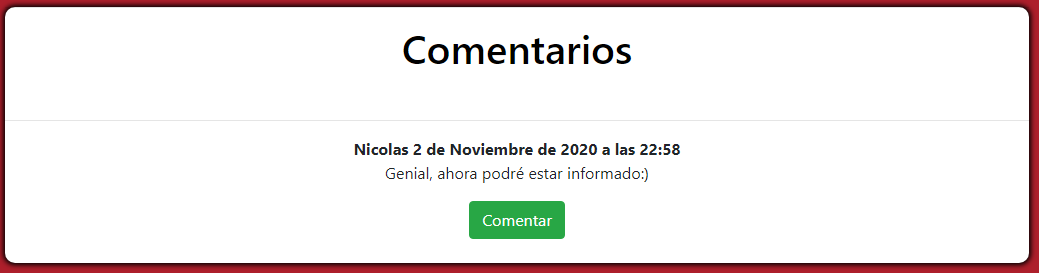 Comentarios
Nicolas 2 de Noviembre de 2020 a las 22:58
Genial, ahora podré estar informado:)
Comentar